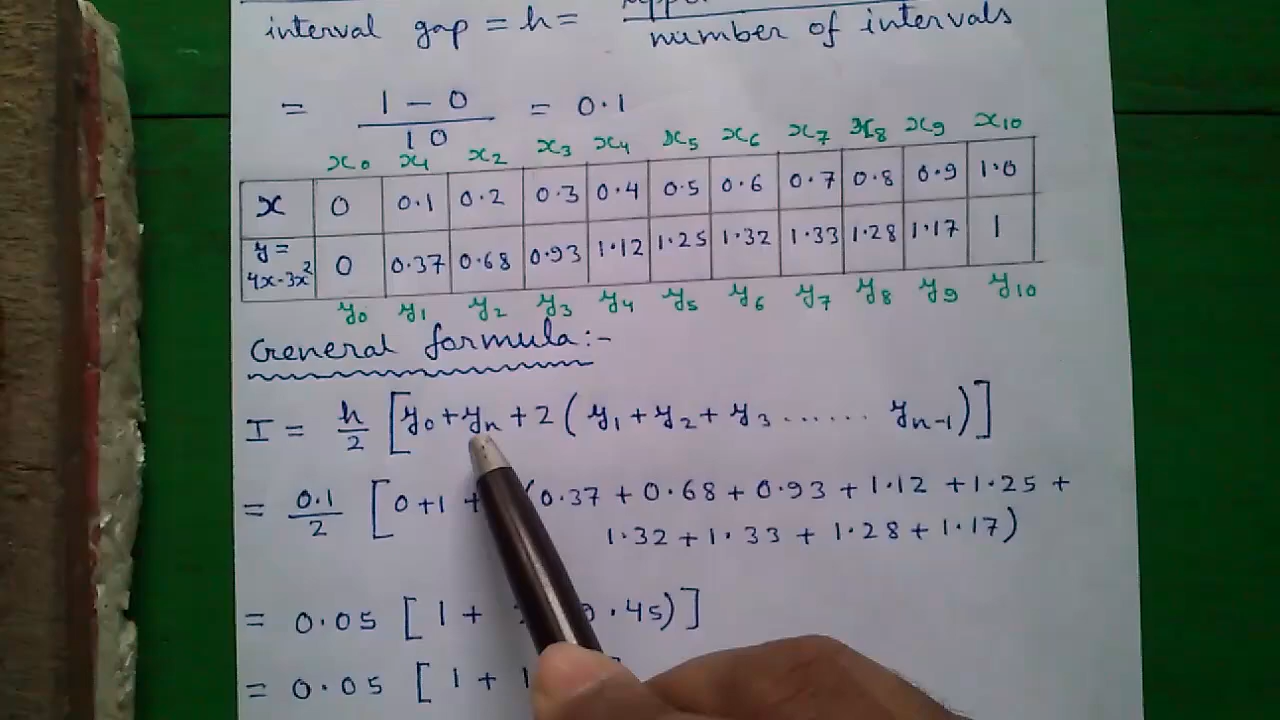 interval gap = h =
number of intervals
= 1 - 0 / 10 = 0.1
x0 x1 x2 x3 x4 x5 x6 x7 x8 x9 x10
x 0 0.1 0.2 0.3 0.4 0.5 0.6 0.7 0.8 0.9 1.0
y = 4x-3x² 0 0.37 0.68 0.93 1.12 1.25 1.32 1.33 1.28 1.17 1
y0 y1 y2 y3 y4 y5 y6 y7 y8 y9 y10
General formula:-
I = h/2 [y0+yn+2(y1+y2+y3......yn-1)]
= 0.1/2 [0+1+ (0.37+0.68+0.93+1.12+1.25+
1.32+1.33+1.28+1.17)
= 0.05 [1+ .45)]
= 0.05 [1+1